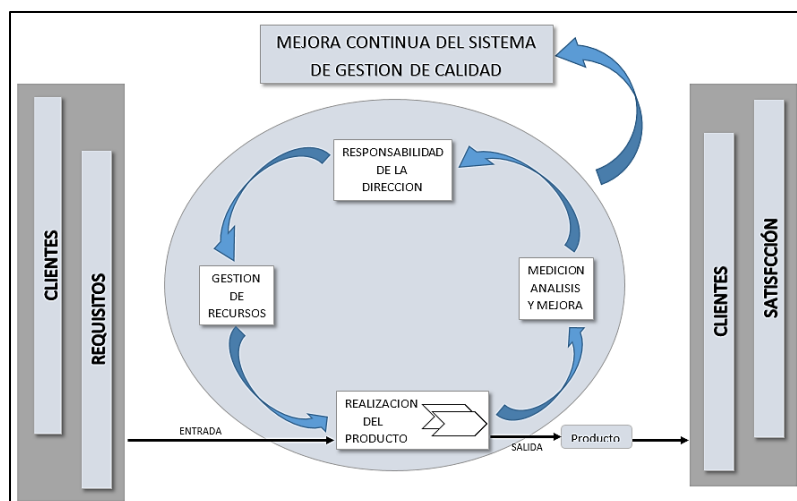 MEJORA CONTINUA DEL SISTEMA
DE GESTION DE CALIDAD
CLIENTES
REQUISITOS
RESPONSABILIDAD
DE LA
DIRECCION
GESTION
DE
RECURSOS
MEDICION
ANALISIS
Y MEJORA
REALIZACION
DEL
PRODUCTO
ENTRADA
SALIDA
Producto
CLIENTES
SATISFCCIÓN